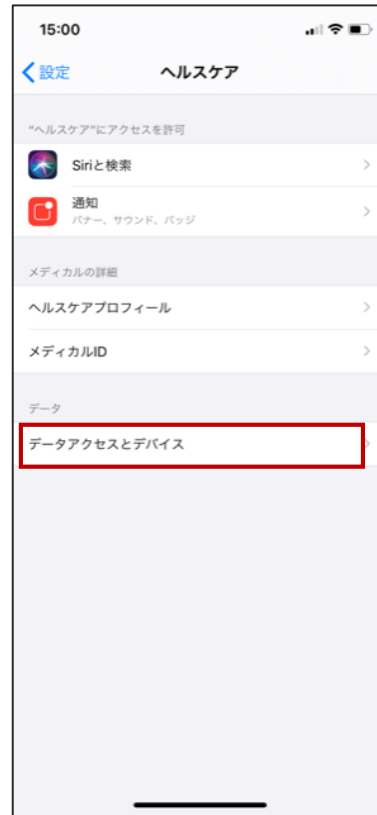 15:00
設定
ヘルスケア
“ヘルスケア”にアクセスを許可
Siriと検索
通知
バナー、サウンド、バッジ
メディカルの詳細
ヘルスケアプロフィール
メディカルID
データ
データアクセスとデバイス